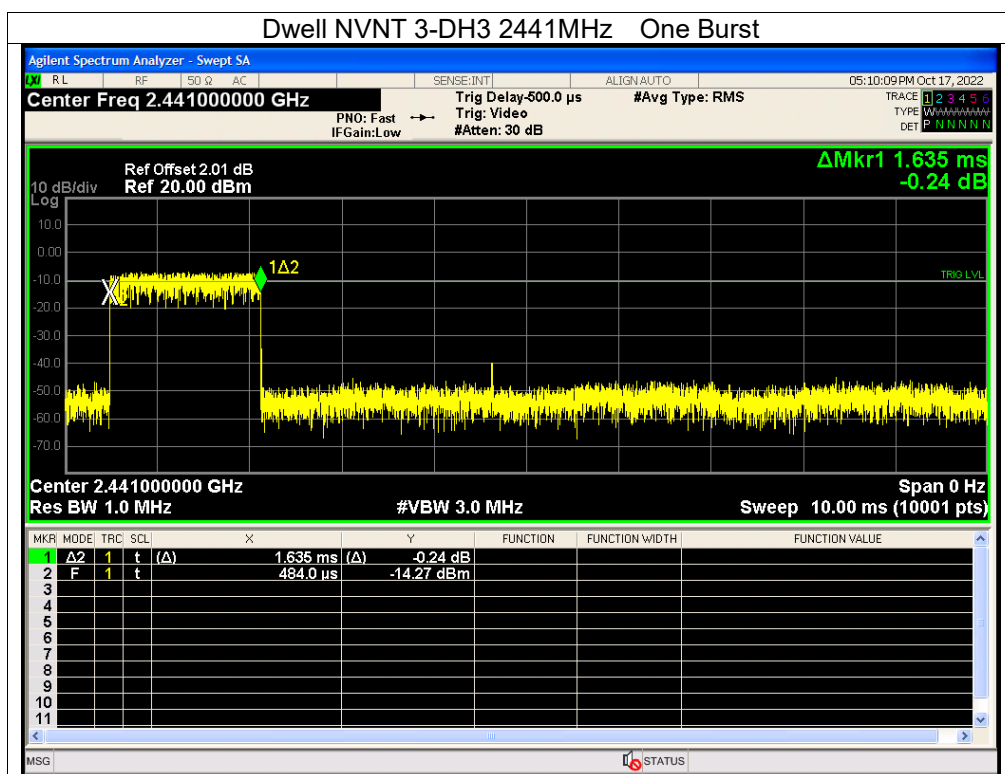 Dwell NVNT 3-DH3 2441MHz One Burst
Agilent Spectrum Analyzer - Swept SA
LXI RL RF 50 Ω AC SENSE:INT ALIGN AUTO 05:10:09 PM Oct 17, 2022
Center Freq 2.441000000 GHz Trig Delay-500.0 µs #Avg Type: RMS TRACE 1 2 3 4 5 6
PNO: Fast Trig: Video TYPE WWWWWW
IFGain:Low #Atten: 30 dB DET P N N N N N
ΔMkr1 1.635 ms
-0.24 dB
Ref Offset 2.01 dB
10 dB/div Ref 20.00 dBm
Log
10.0
0.00
1Δ2
-10.0 TRIG LVL
-20.0
-30.0
-40.0
-50.0
-60.0
-70.0
Center 2.441000000 GHz Span 0 Hz
Res BW 1.0 MHz #VBW 3.0 MHz Sweep 10.00 ms (10001 pts)
MKR MODE TRC SCL X Y FUNCTION FUNCTION WIDTH FUNCTION VALUE
1 Δ2 1 t (Δ) 1.635 ms (Δ) -0.24 dB
2 F 1 t 484.0 µs -14.27 dBm
3
4
5
6
7
8
9
10
11
MSG STATUS